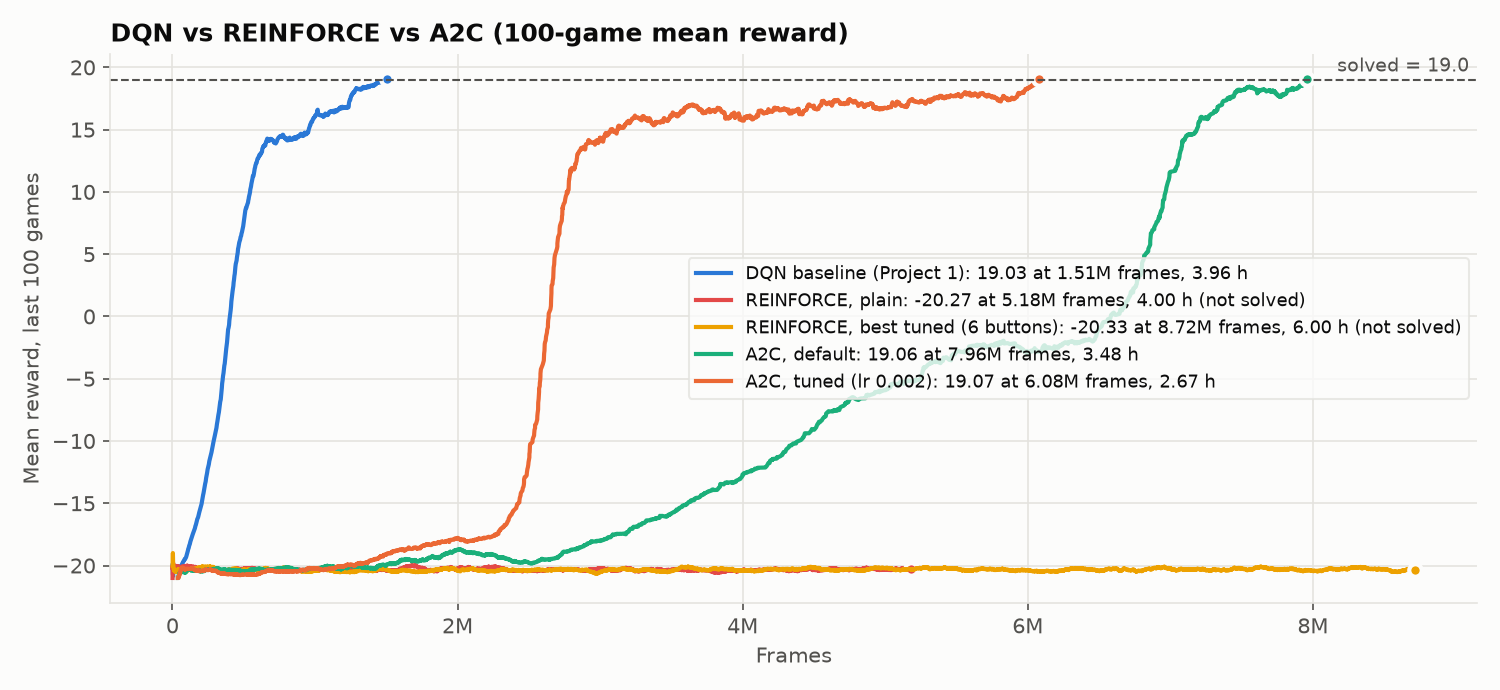 DQN vs REINFORCE vs A2C (100-game mean reward)
solved = 19.0
20
15
10
5
0
−5
−10
−15
−20
Mean reward, last 100 games
DQN baseline (Project 1): 19.03 at 1.51M frames, 3.96 h
REINFORCE, plain: -20.27 at 5.18M frames, 4.00 h (not solved)
REINFORCE, best tuned (6 buttons): -20.33 at 8.72M frames, 6.00 h (not solved)
A2C, default: 19.06 at 7.96M frames, 3.48 h
A2C, tuned (lr 0.002): 19.07 at 6.08M frames, 2.67 h
0 2M 4M 6M 8M
Frames